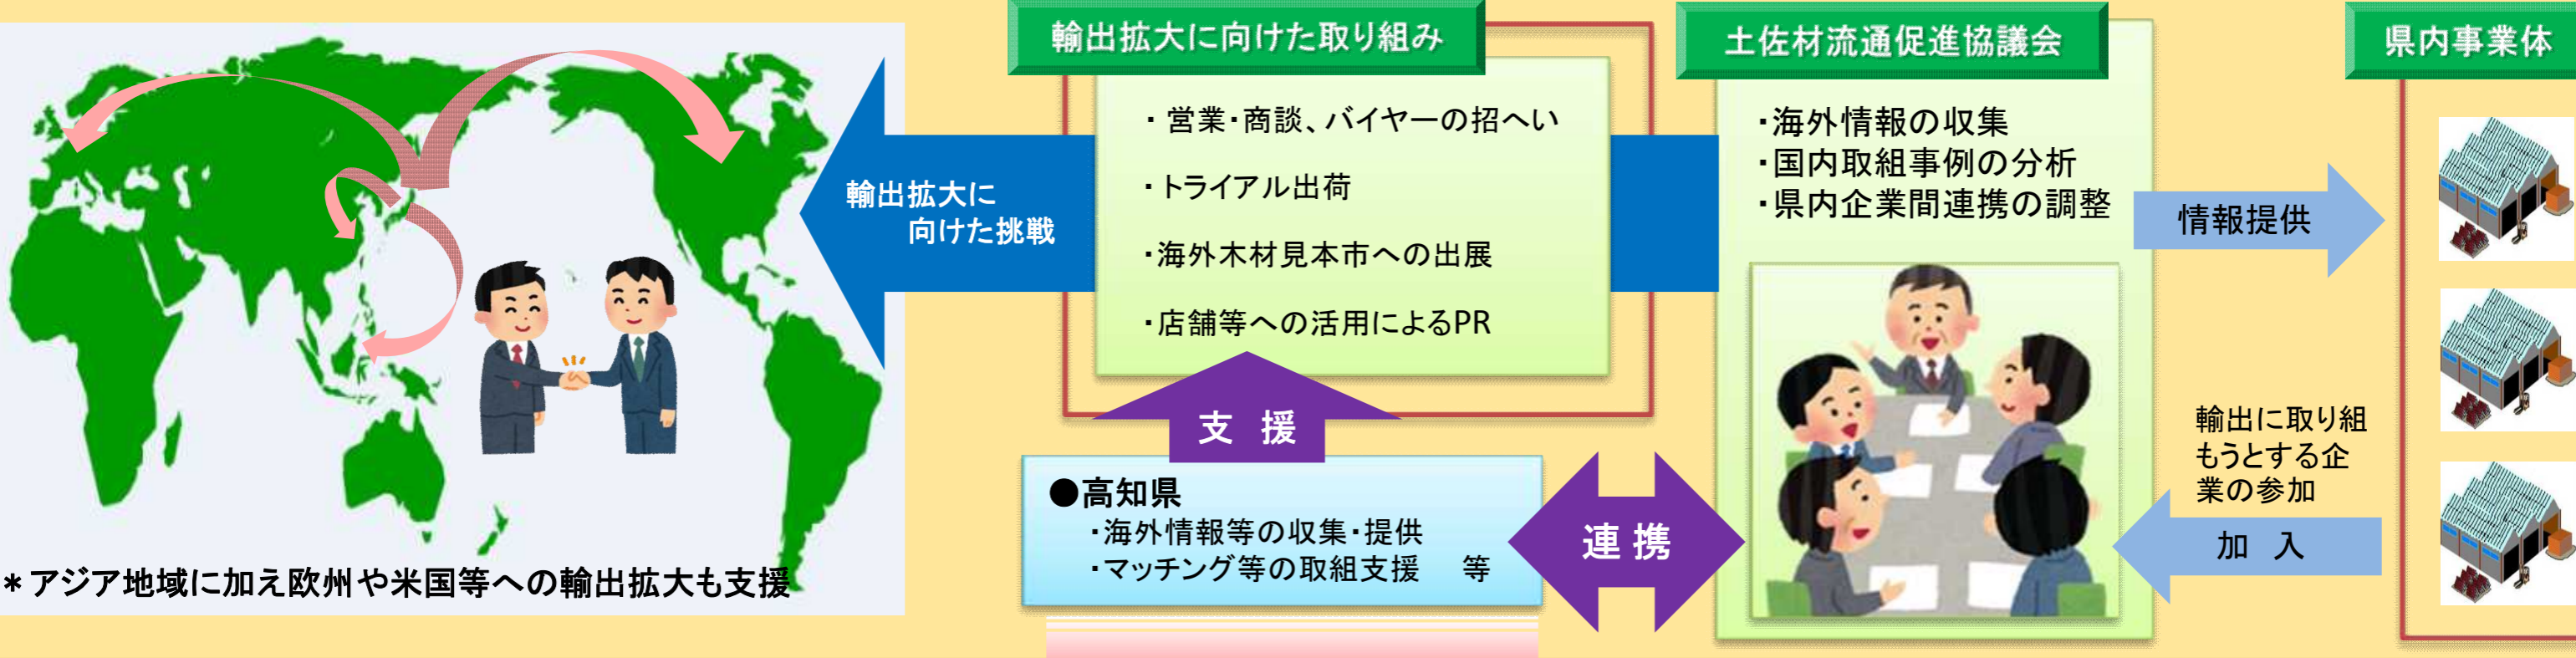 輸出拡大に向けた取り組み
・営業・商談、バイヤーの招へい
・トライアル出荷
・海外木材見本市への出展
・店舗等への活用によるPR
輸出拡大に
向けた挑戦
支 援
●高知県
・海外情報等の収集・提供
・マッチング等の取組支援 等
連 携
土佐材流通促進協議会
・海外情報の収集
・国内取組事例の分析
・県内企業間連携の調整
情報提供
県内事業体
輸出に取り組
もうとする企
業の参加
加 入
*アジア地域に加え欧州や米国等への輸出拡大も支援